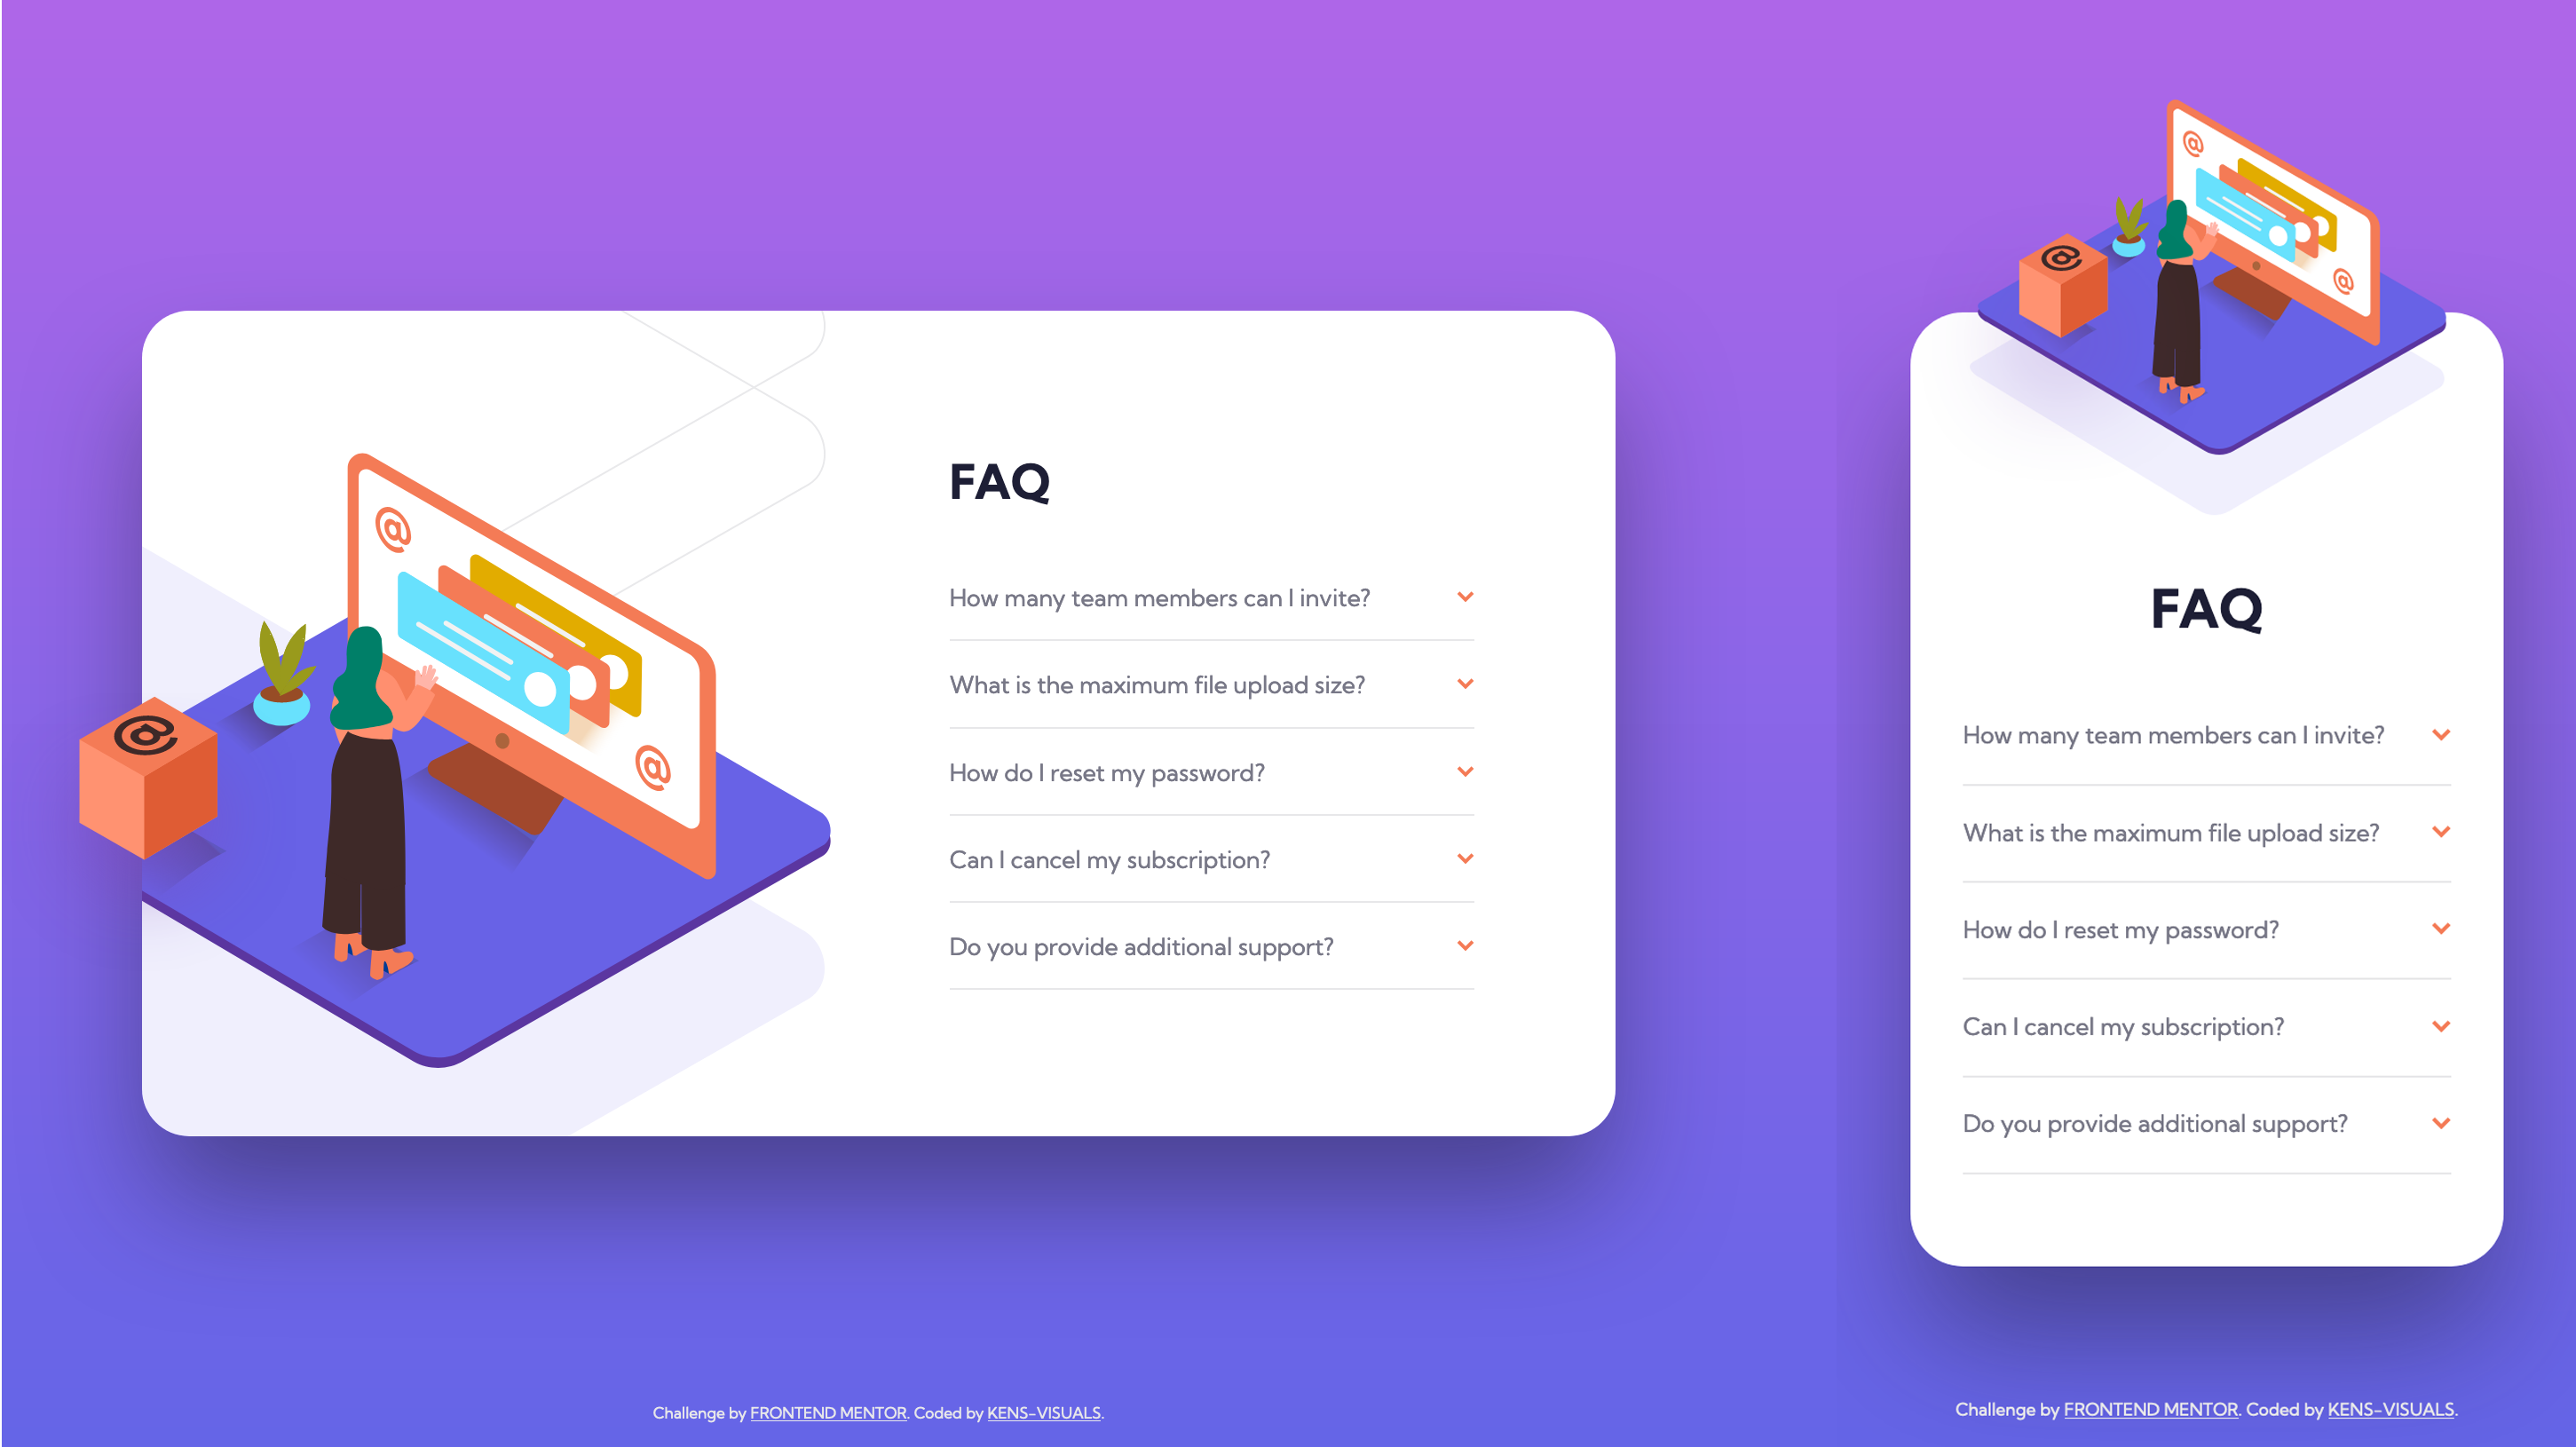 FAQ
How many team members can I invite?
What is the maximum file upload size?
How do I reset my password?
Can I cancel my subscription?
Do you provide additional support?
Challenge by FRONTEND MENTOR. Coded by KENS-VISUALS.
@
@
@
@
@
@
FAQ
How many team members can I invite?
What is the maximum file upload size?
How do I reset my password?
Can I cancel my subscription?
Do you provide additional support?
Challenge by FRONTEND MENTOR. Coded by KENS-VISUALS.